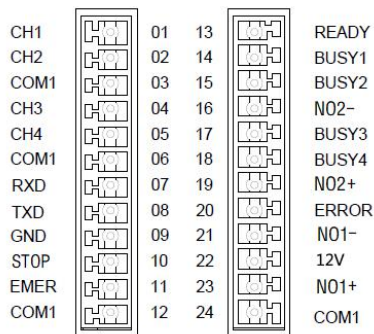 CH1 01 13 READY
CH2 02 14 BUSY1
COM1 03 15 BUSY2
CH3 04 16 NO2-
CH4 05 17 BUSY3
COM1 06 18 BUSY4
RXD 07 19 NO2+
TXD 08 20 ERROR
GND 09 21 NO1-
STOP 10 22 12V
EMER 11 23 NO1+
COM1 12 24 COM1